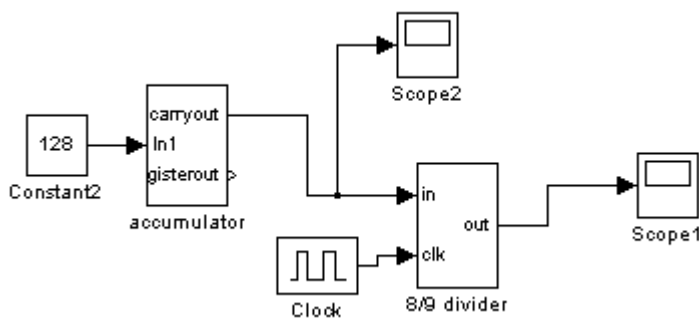 Scope2
carryout
128
In1
gisterout
Constant2
accumulator
in
out
clk
Scope1
Clock
8/9 divider